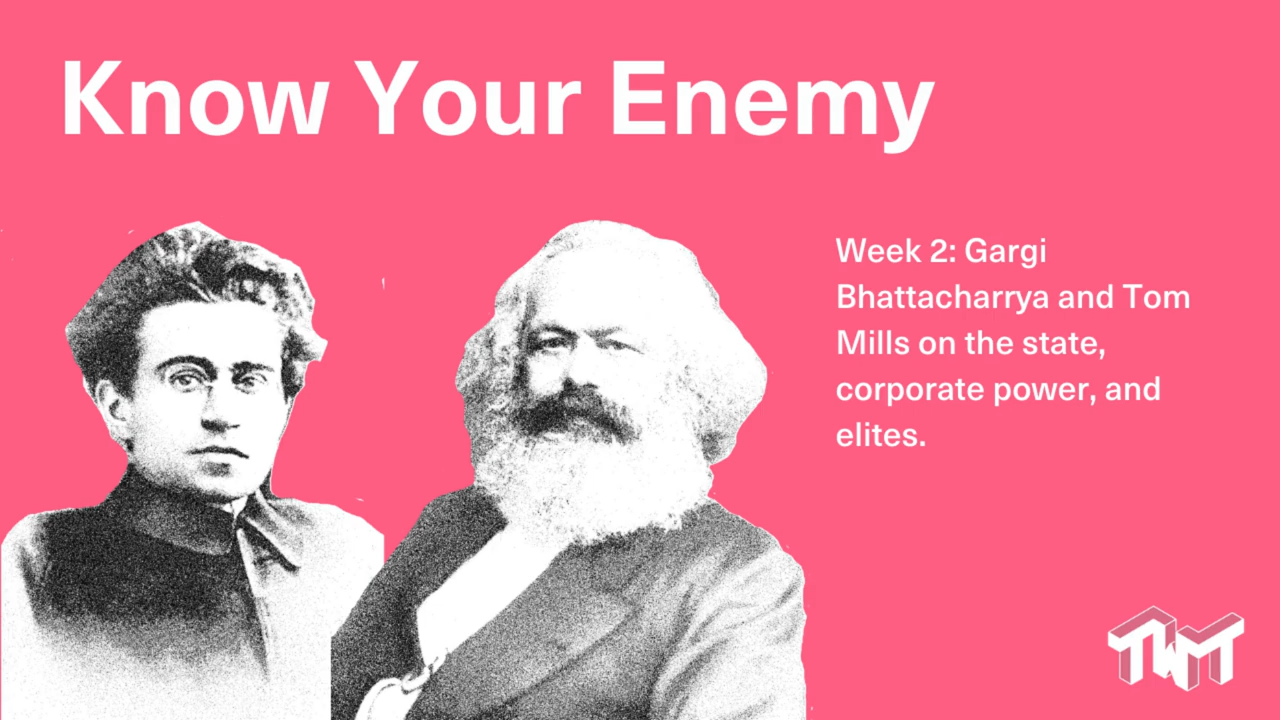 Know Your Enemy
Week 2: Gargi
Bhattacharrya and Tom
Mills on the state,
corporate power, and
elites.
TWT